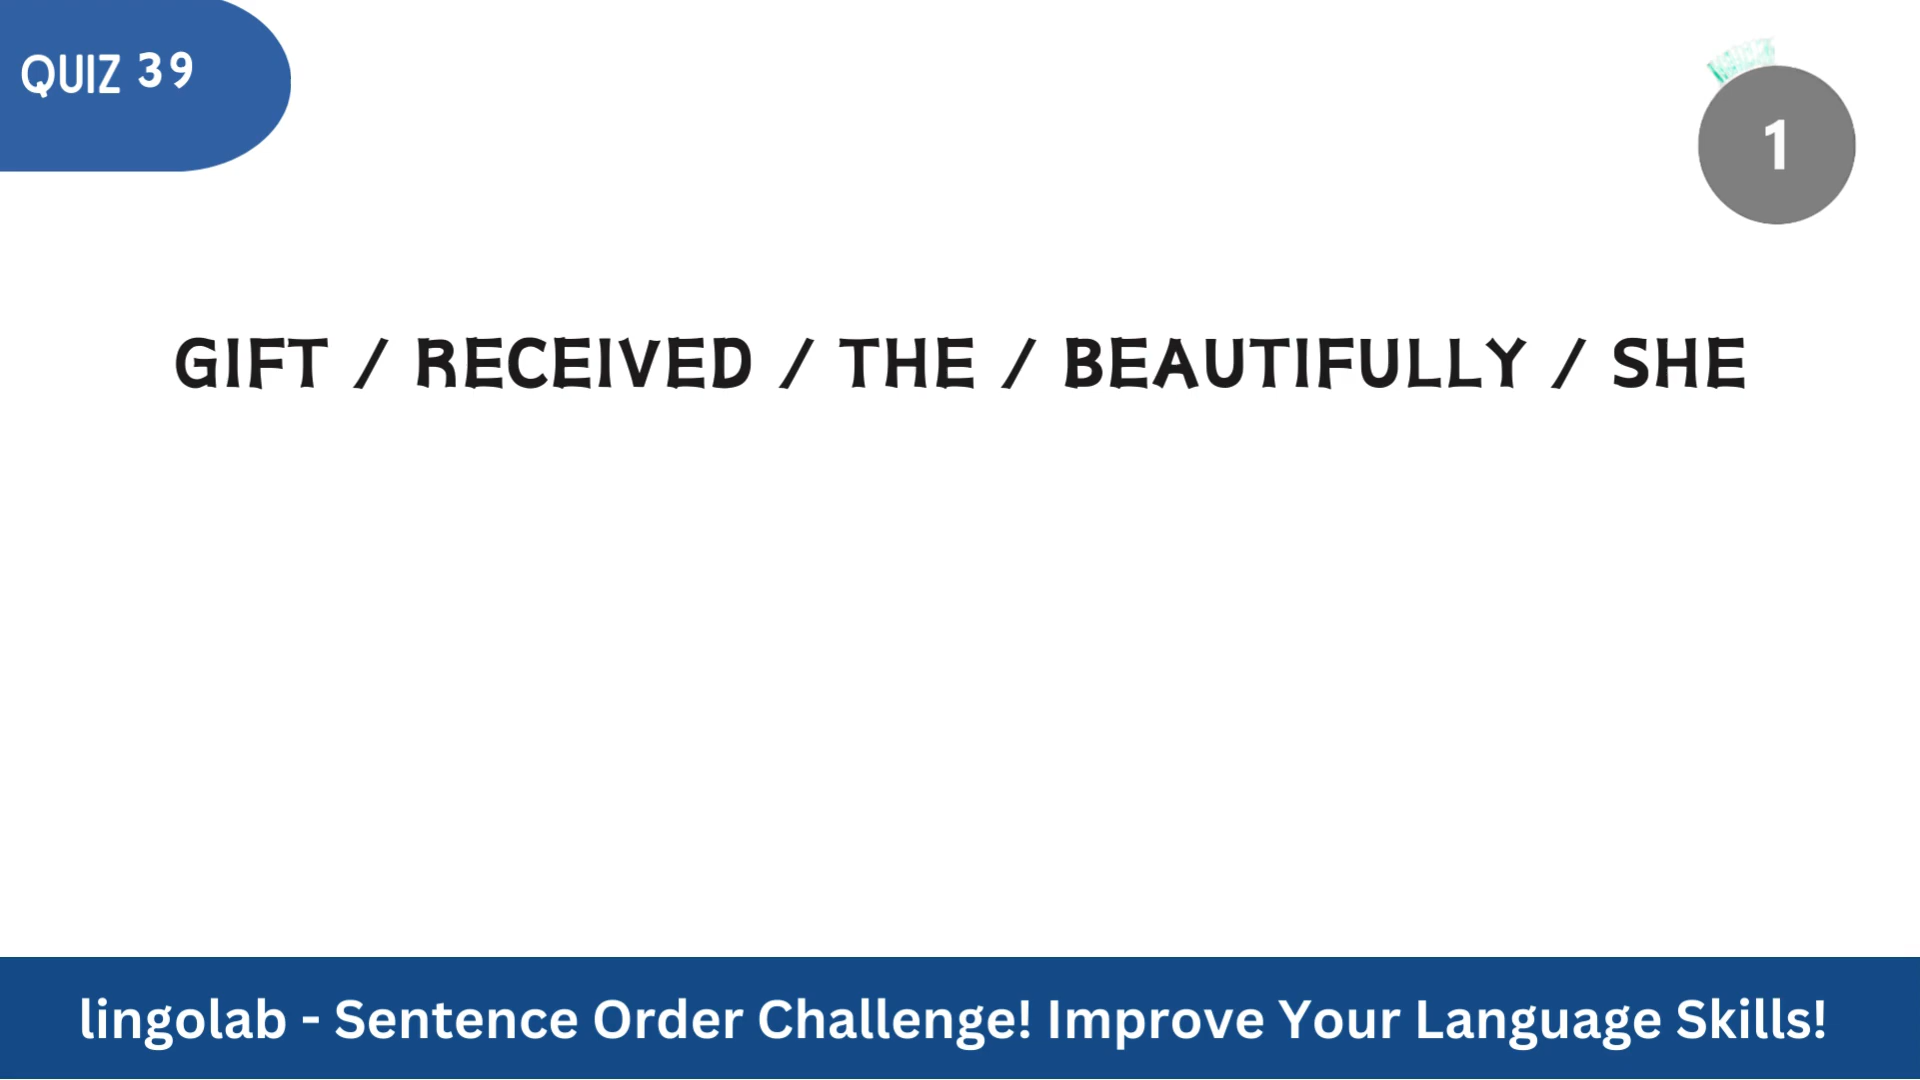 QUIZ 39
1
GIFT / RECEIVED / THE / BEAUTIFULLY / SHE
lingolab - Sentence Order Challenge! Improve Your Language Skills!